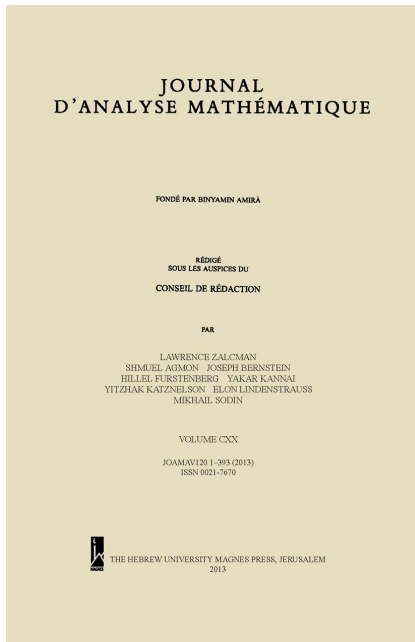 JOURNAL
D'ANALYSE MATHÉMATIQUE
FONDÉ PAR BINYAMIN AMIRÀ
RÉDIGÉ
SOUS LES AUSPICES DU
CONSEIL DE RÉDACTION
PAR
LAWRENCE ZALCMAN
SHMUEL AGMON JOSEPH BERNSTEIN
HILLEL FURSTENBERG YAKAR KANNAI
YITZHAK KATZNELSON ELON LINDENSTRAUSS
MIKHAIL SODIN
VOLUME CXX
JOAMAV120 1–393 (2013)
ISSN 0021-7670
THE HEBREW UNIVERSITY MAGNES PRESS, JERUSALEM
2013